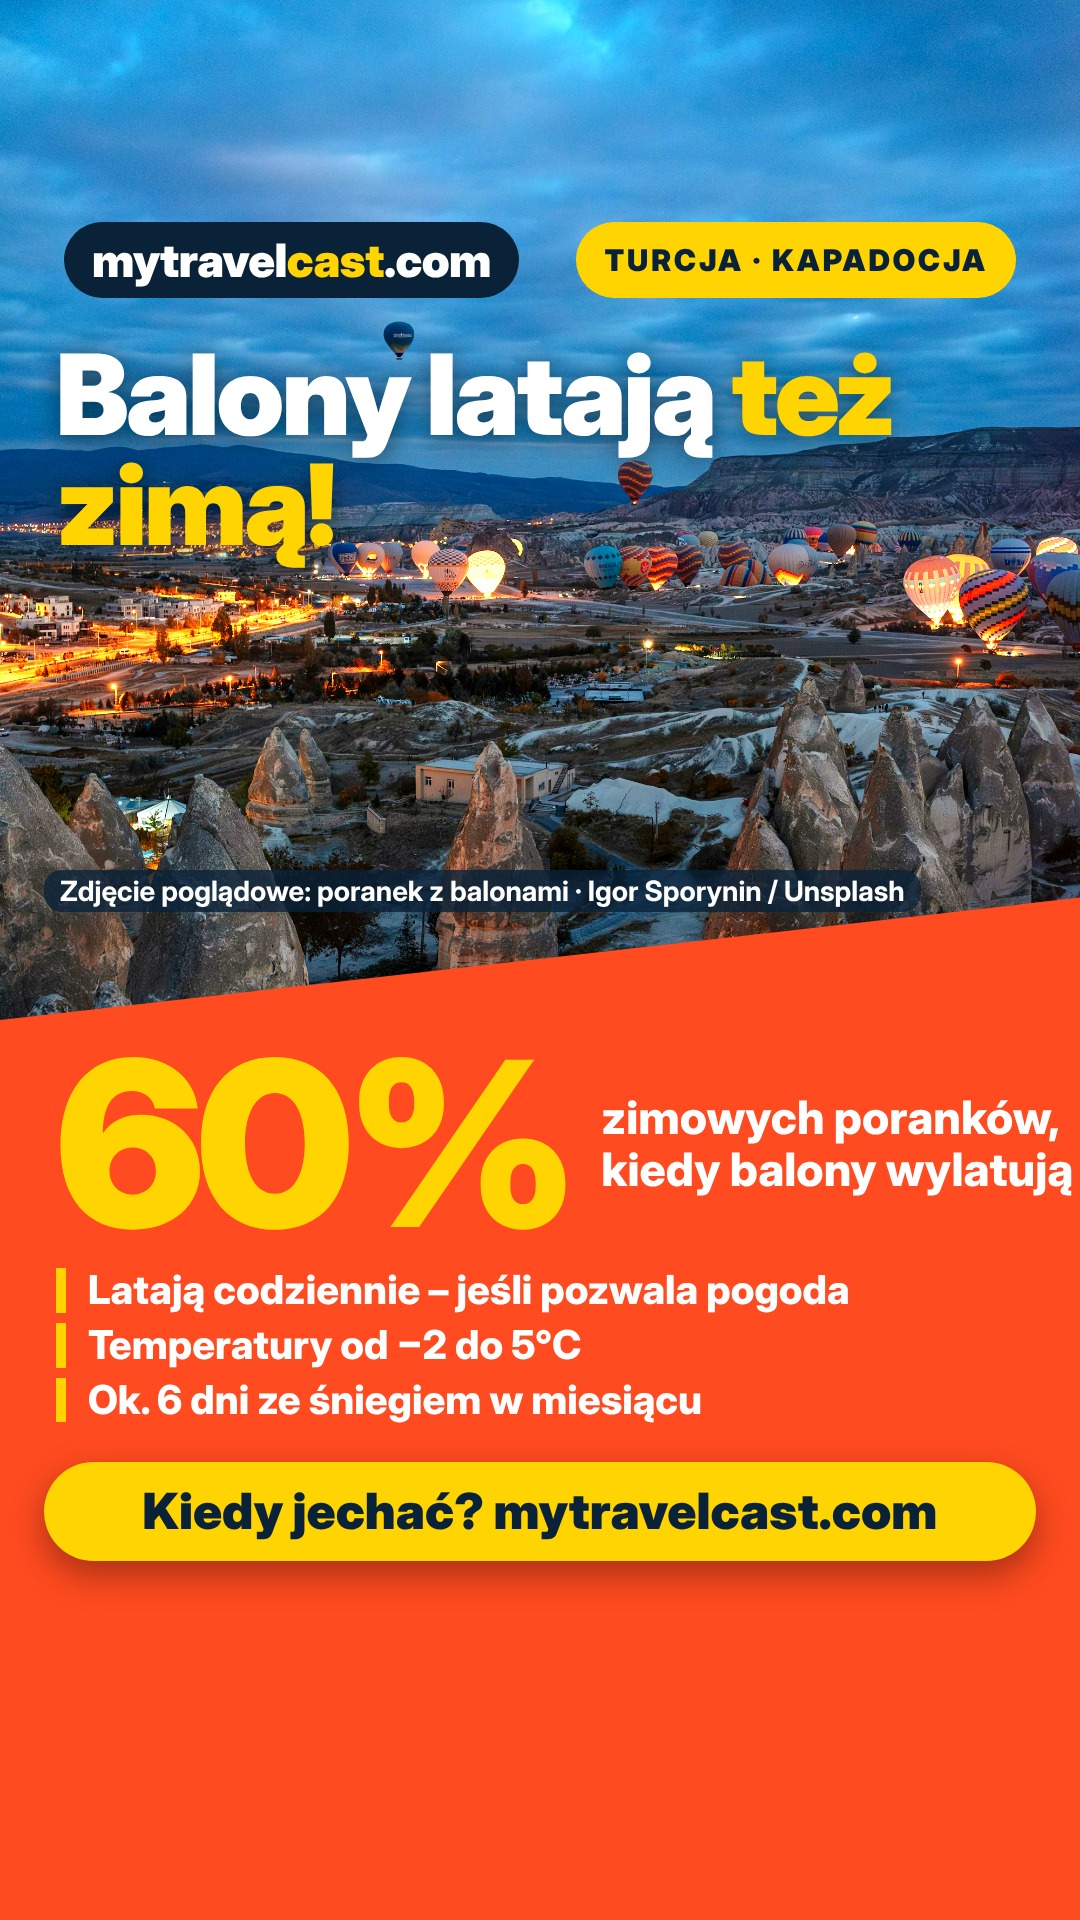 mytravelcast.com
TURCJA · KAPADOCJA
Balony latają też
zimą!
Zdjęcie poglądowe: poranek z balonami · Igor Sporynin / Unsplash
60%
zimowych poranków,
kiedy balony wylatują
Latają codziennie – jeśli pozwala pogoda
Temperatury od −2 do 5°C
Ok. 6 dni ze śniegiem w miesiącu
Kiedy jechać? mytravelcast.com